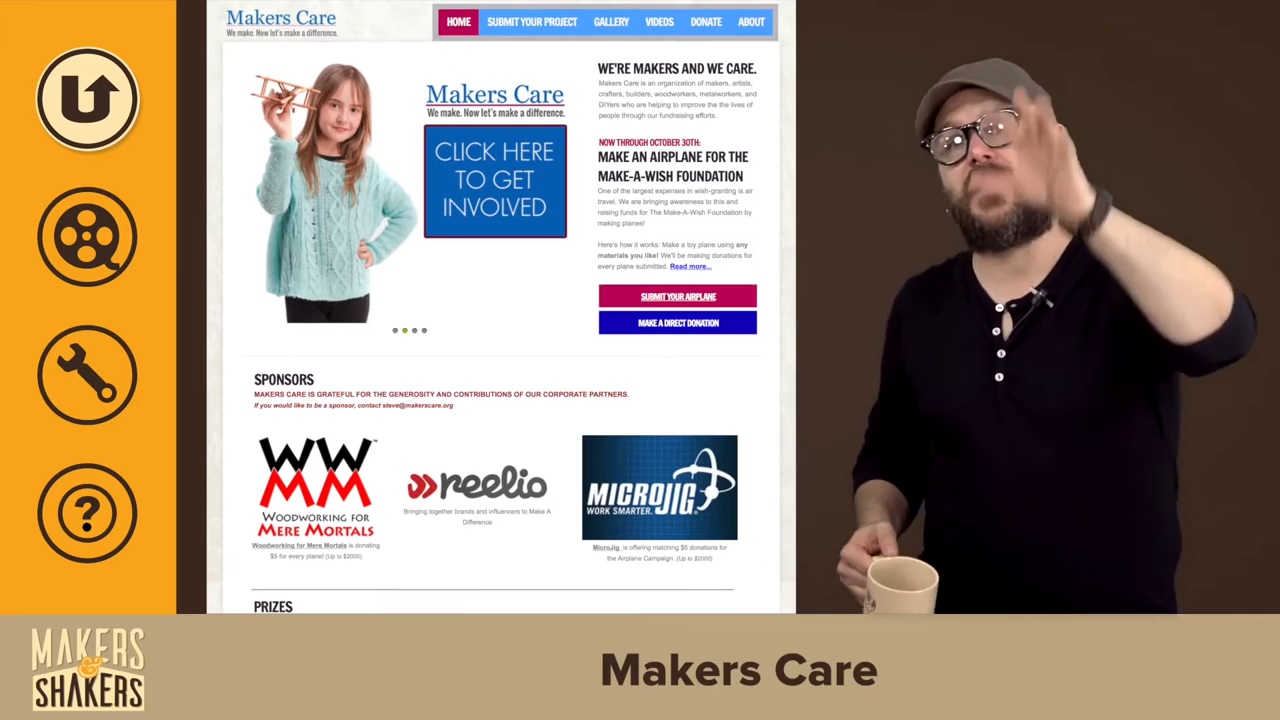 Makers Care
We make. Now let's make a difference.
HOME SUBMIT YOUR PROJECT GALLERY VIDEOS DONATE ABOUT
Makers Care
We make. Now let's make a difference.
CLICK HERE
TO GET
INVOLVED
WE'RE MAKERS AND WE CARE.
Makers Care is an organization of makers, artists,
crafters, builders, woodworkers, metalworkers, and
DIYers who are helping to improve the the lives of
people through our fundraising efforts.
NOW THROUGH OCTOBER 30TH:
MAKE AN AIRPLANE FOR THE
MAKE-A-WISH FOUNDATION
One of the largest expenses in wish-granting is air
travel. We are bringing awareness to this and
raising funds for The Make-A-Wish Foundation by
making planes!
Here's how it works: Make a toy plane using any
materials you like! We'll be making donations for
every plane submitted. Read more...
SUBMIT YOUR AIRPLANE
MAKE A DIRECT DONATION
SPONSORS
MAKERS CARE IS GRATEFUL FOR THE GENEROSITY AND CONTRIBUTIONS OF OUR CORPORATE PARTNERS.
If you would like to be a sponsor, contact steve@makerscare.org
WW
MM
™
WOODWORKING FOR
MERE MORTALS
Woodworking for Mere Mortals is donating
$5 for every plane! (Up to $2000)
reelio
Bringing together brands and influencers to Make A
Difference
MICROJIG
WORK SMARTER.
MicroJig is offering matching $5 donations for
the Airplane Campaign. (Up to $2000)
PRIZES
?
MAKERS
&
SHAKERS
Makers Care